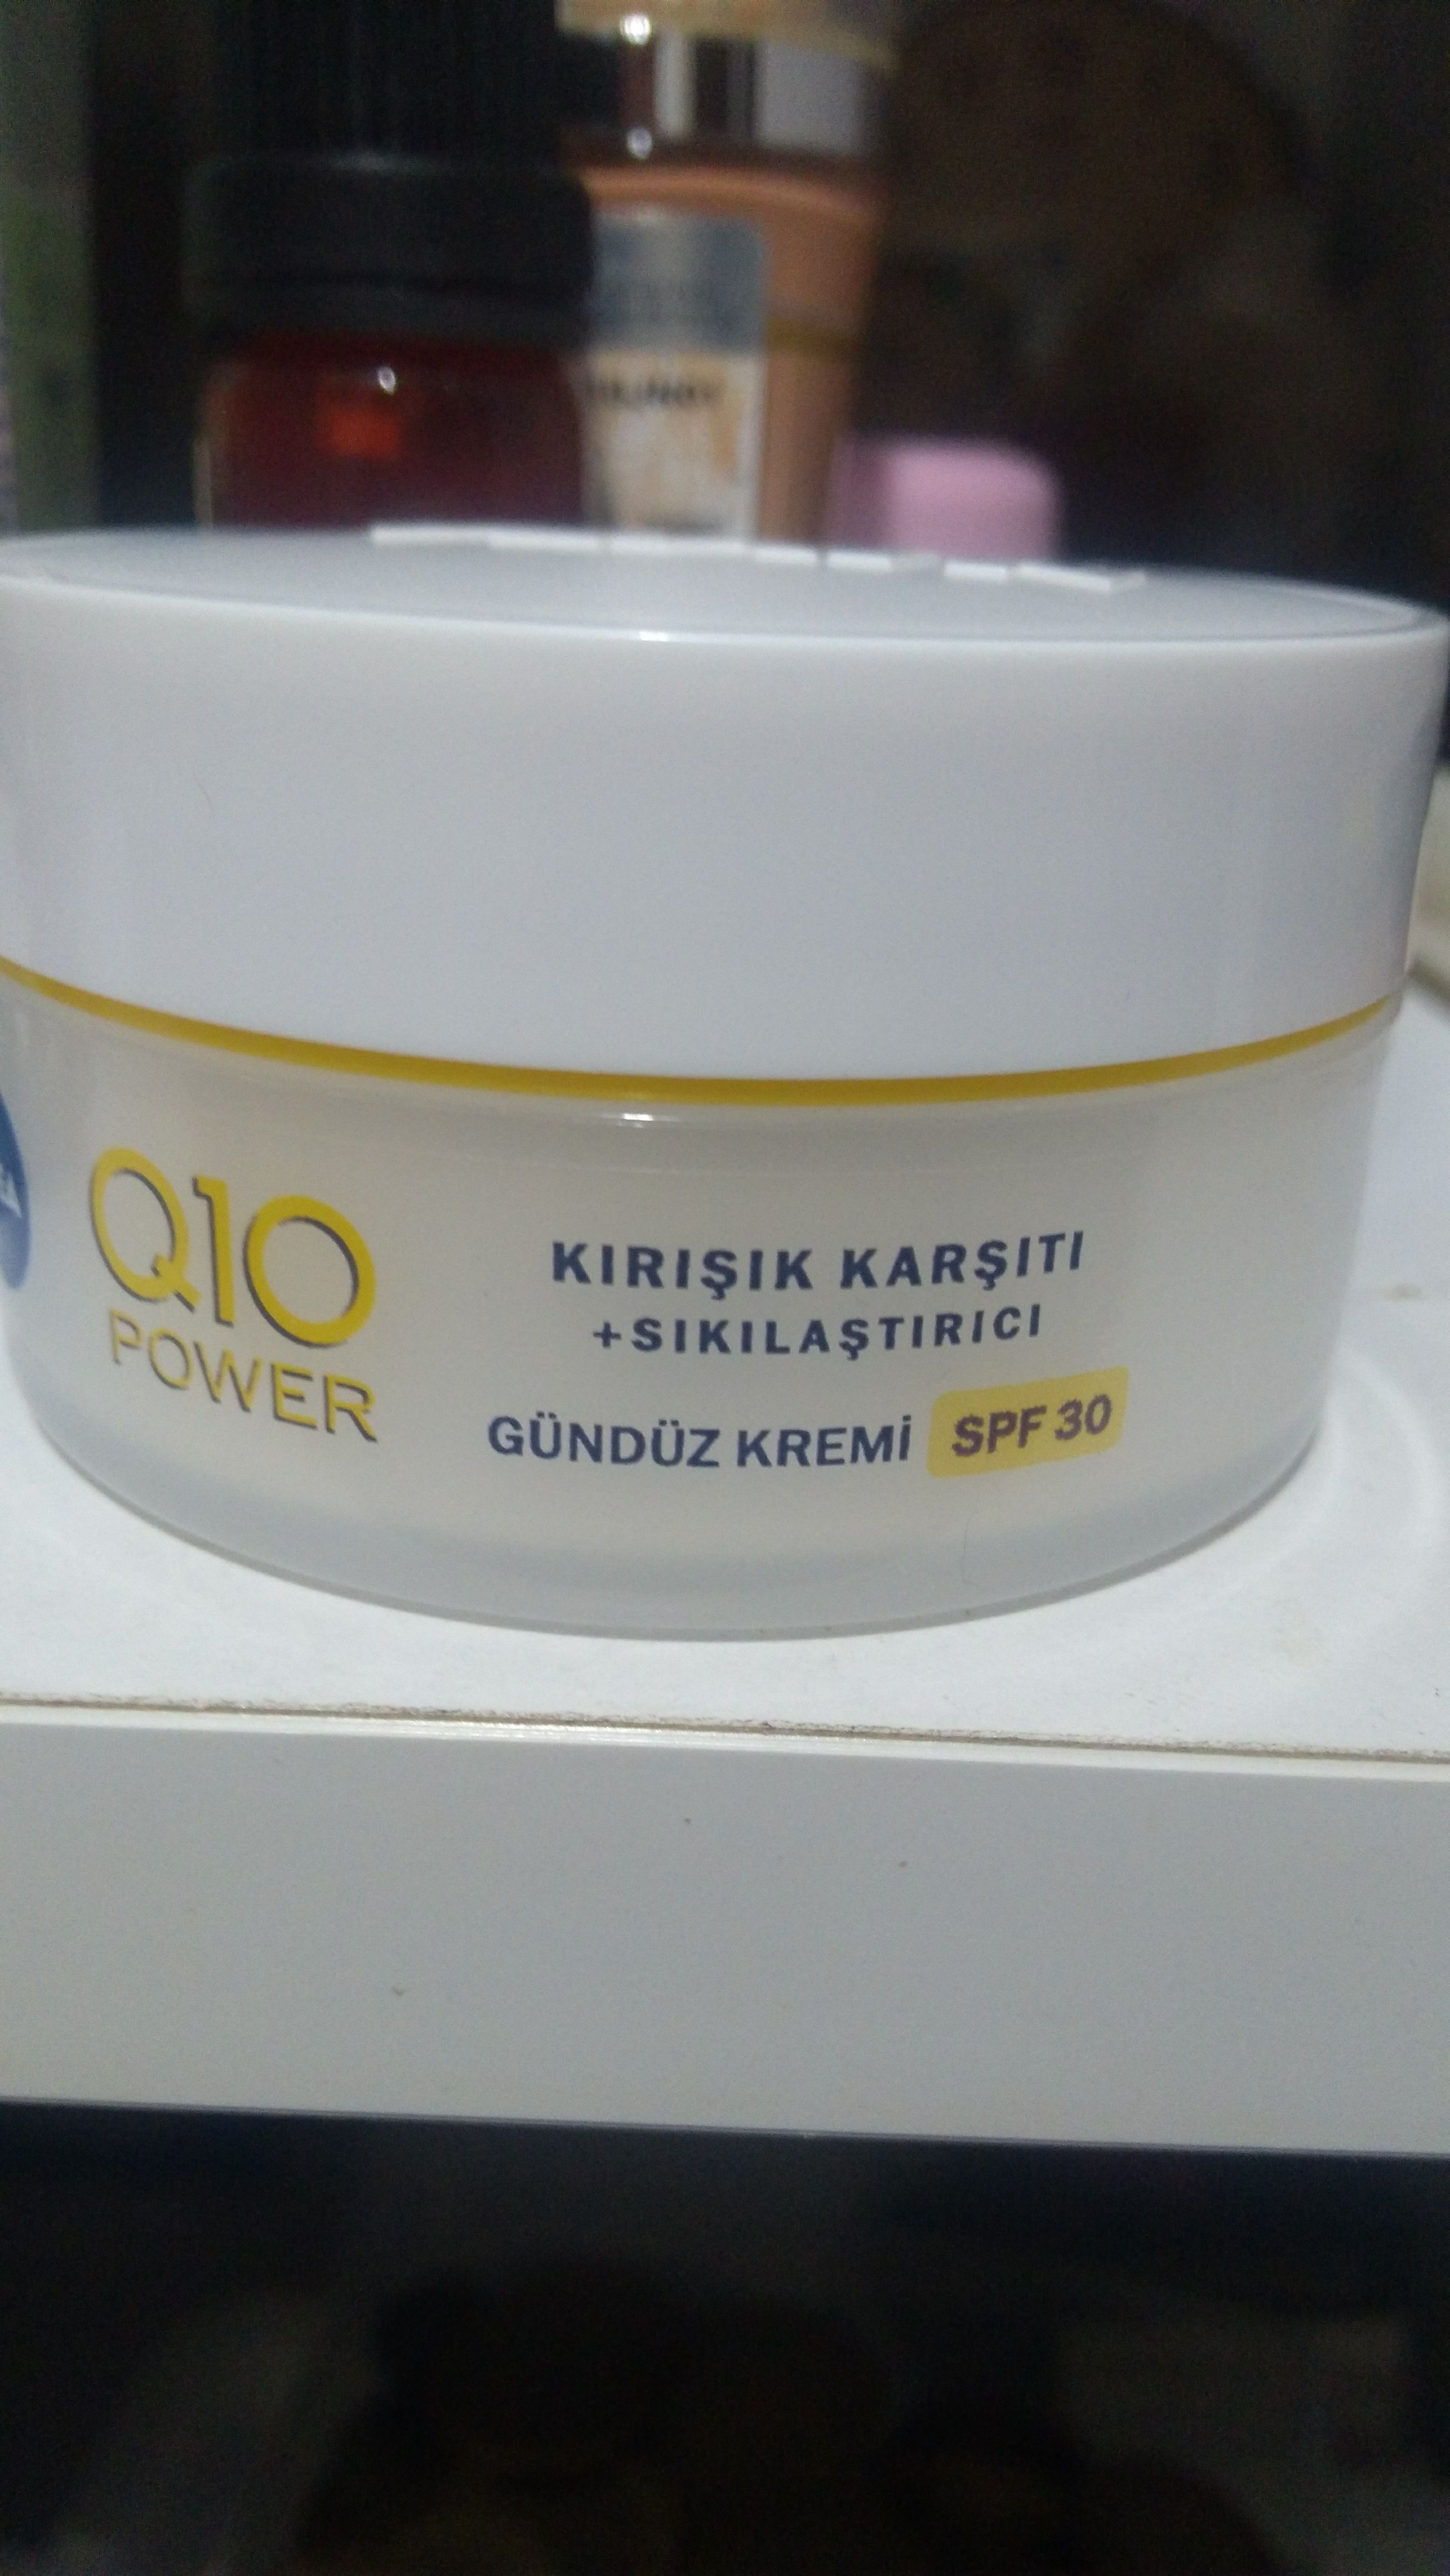 Q10
POWER
KIRIŞIK KARŞITI
+SIKILAŞTIRICI
GÜNDÜZ KREMİ SPF 30